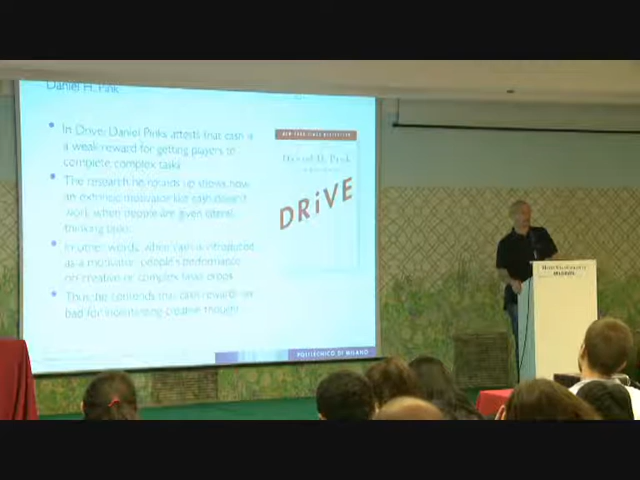 Daniel H. Pink
• In Drive, Daniel Pinks attests that cash is
a weak reward for getting players to
complete complex tasks
• The research he rounds up shows how
an extrinsic motivator like cash doesn't
work when people are given lateral
thinking tasks
• In other words, when cash is introduced
as a motivator, people's performance
on creative or complex tasks drops
• Thus, he contends that cash rewards are
bad for incentivizing creative thought
NEW YORK TIMES BESTSELLER
Daniel H. Pink
DRiVE
POLITECNICO DI MILANO